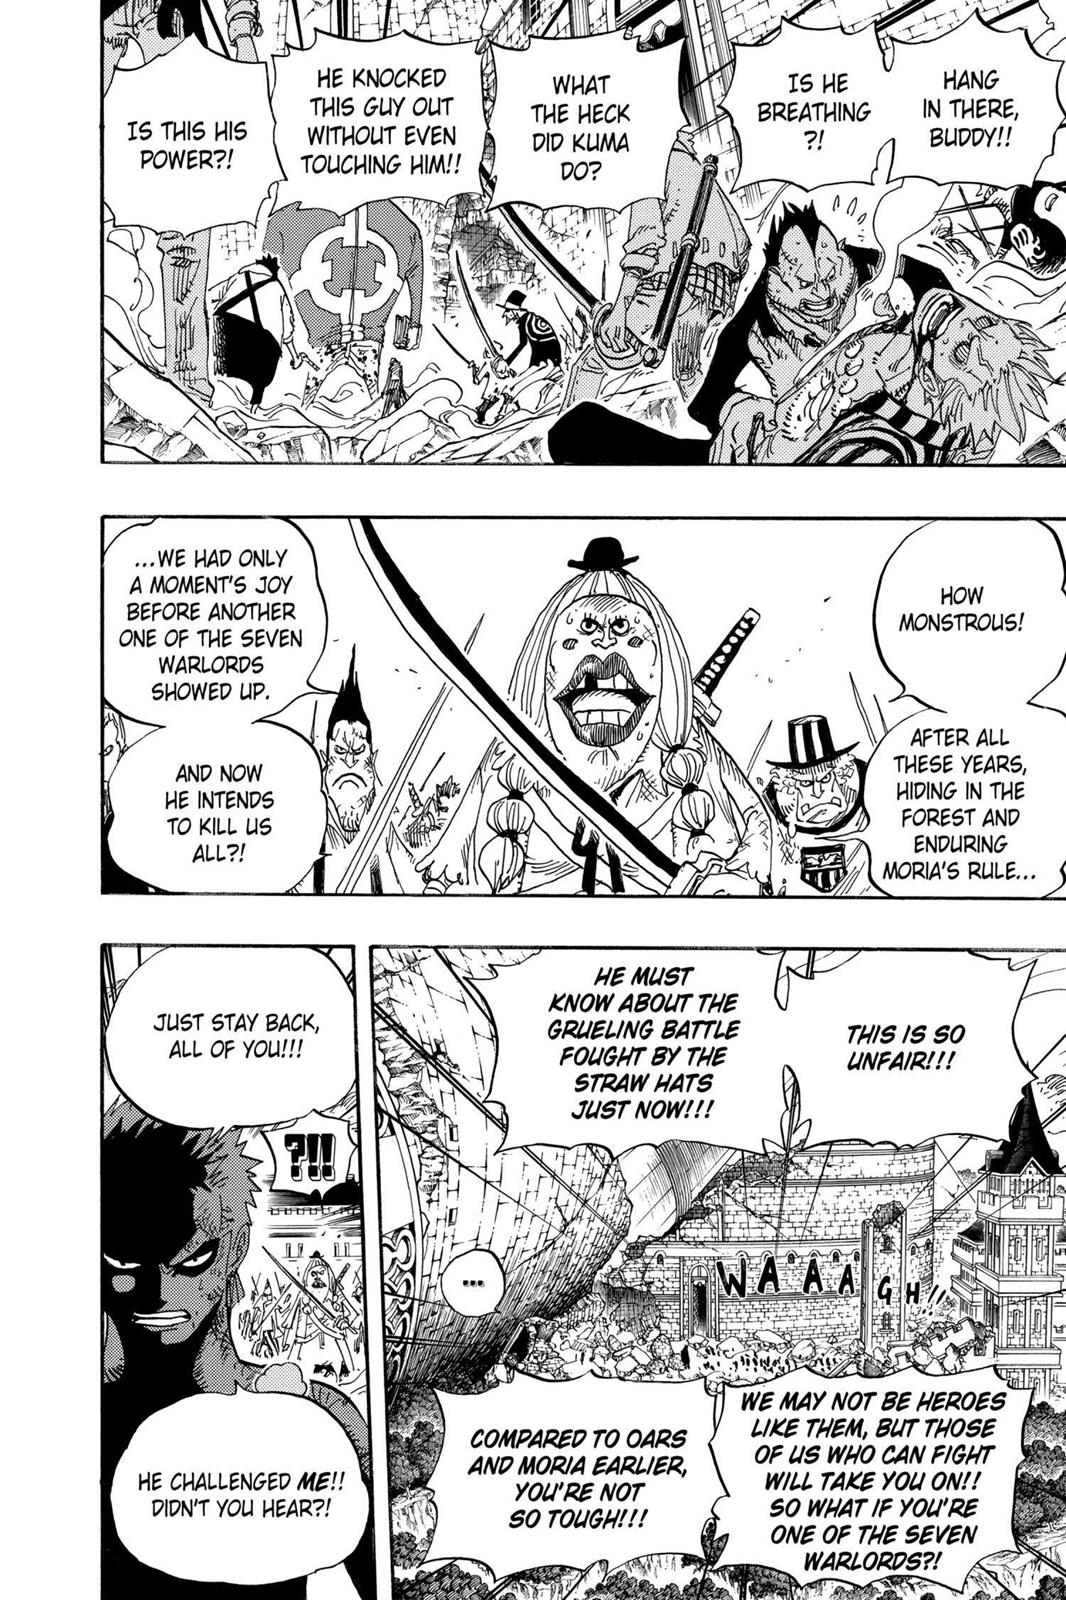 HANG
IN THERE,
BUDDY!!
IS HE
BREATHING
?!
WHAT
THE HECK
DID KUMA
DO?
HE KNOCKED
THIS GUY OUT
WITHOUT EVEN
TOUCHING HIM!!
IS THIS HIS
POWER?!
HOW
MONSTROUS!
AFTER ALL
THESE YEARS,
HIDING IN THE
FOREST AND
ENDURING
MORIA'S RULE...
...WE HAD ONLY
A MOMENT'S JOY
BEFORE ANOTHER
ONE OF THE SEVEN
WARLORDS
SHOWED UP.
AND NOW
HE INTENDS
TO KILL US
ALL?!
THIS IS SO
UNFAIR!!!
HE MUST
KNOW ABOUT THE
GRUELING BATTLE
FOUGHT BY THE
STRAW HATS
JUST NOW!!!
WAAAAGH!!
WE MAY NOT BE HEROES
LIKE THEM, BUT THOSE
OF US WHO CAN FIGHT
WILL TAKE YOU ON!!
SO WHAT IF YOU'RE
ONE OF THE SEVEN
WARLORDS?!
COMPARED TO OARS
AND MORIA EARLIER,
YOU'RE NOT
SO TOUGH!!!
...
JUST STAY BACK,
ALL OF YOU!!!
?!!
HE CHALLENGED ME!!
DIDN'T YOU HEAR?!